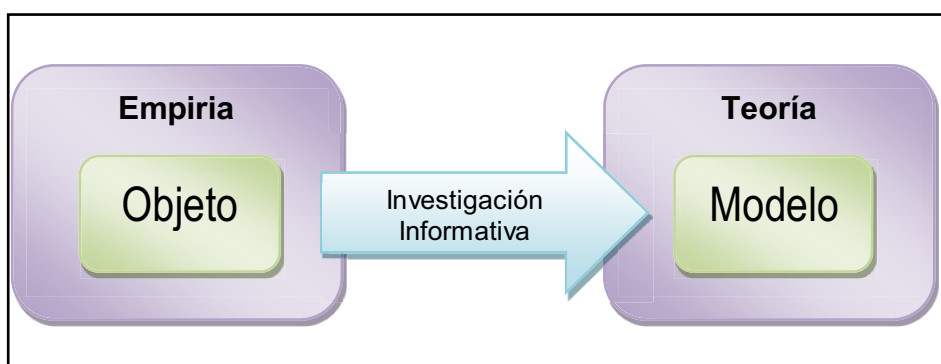 Empiria
Objeto
Investigación
Informativa
Teoría
Modelo